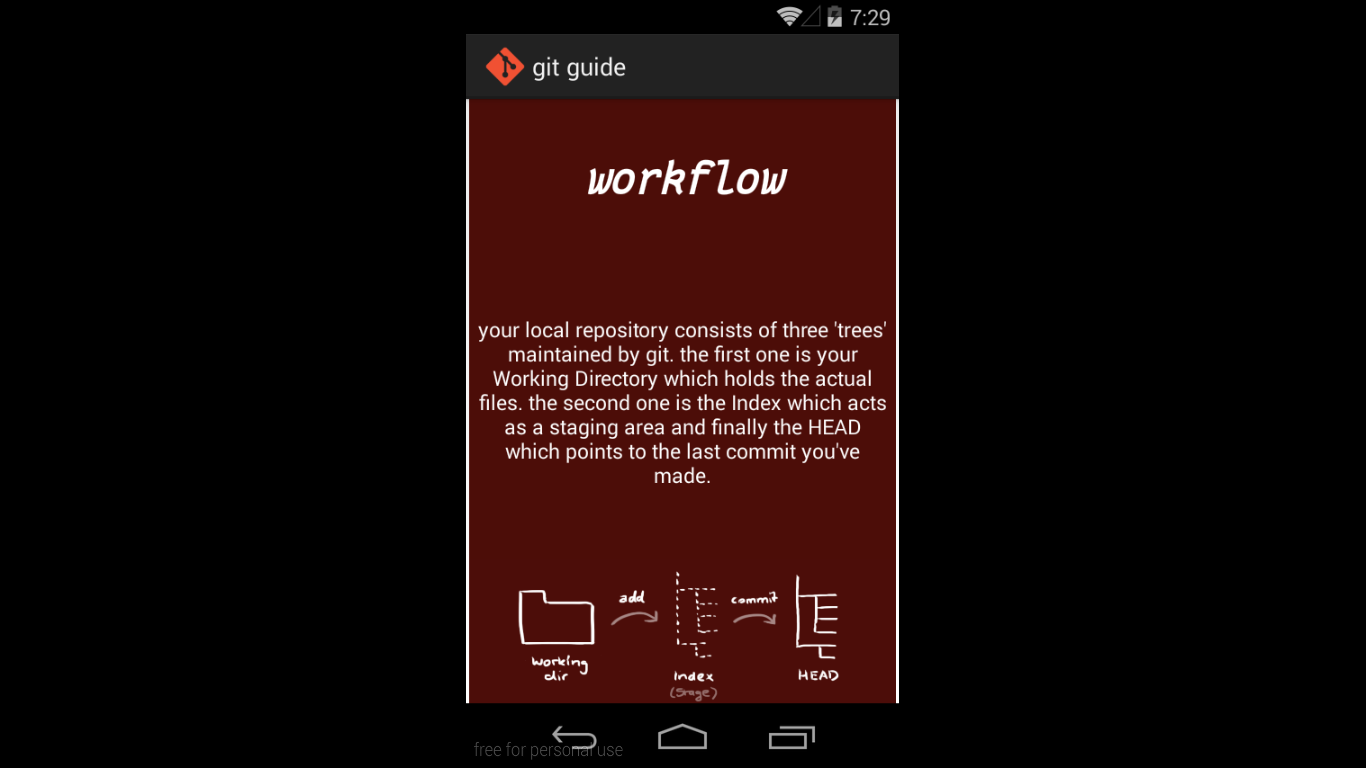 7:29
git guide
workflow
your local repository consists of three 'trees'
maintained by git. the first one is your
Working Directory which holds the actual
files. the second one is the Index which acts
as a staging area and finally the HEAD
which points to the last commit you've
made.
add
commit
working
dir
Index
(Stage)
HEAD
free for personal use